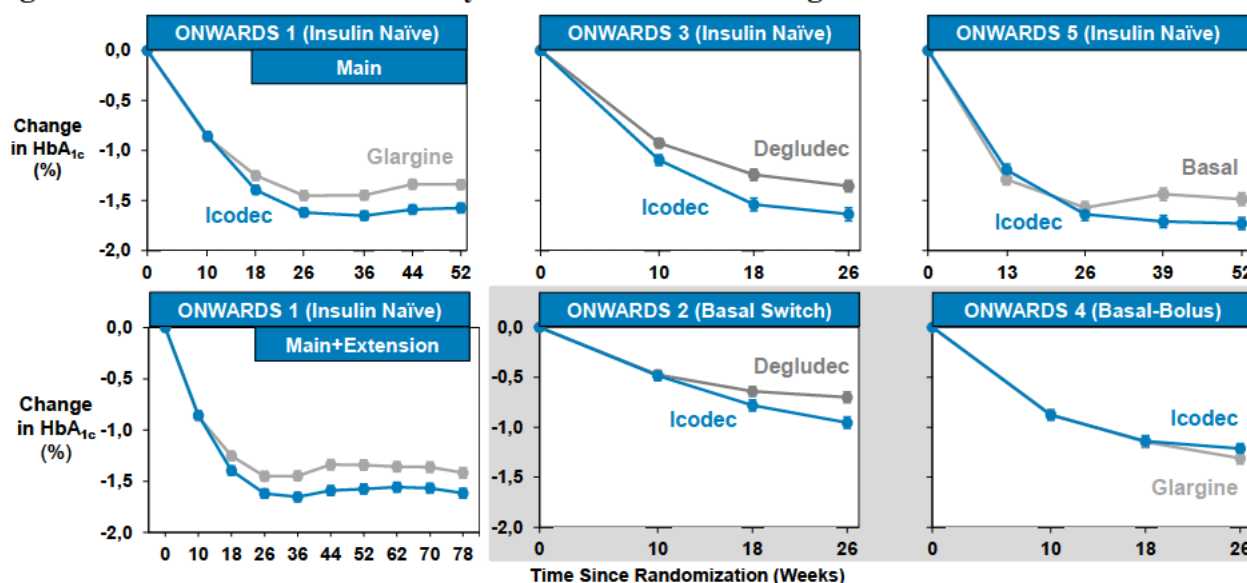 ONWARDS 1 (Insulin Naïve)
Main
0,0
-0,5
-1,0
-1,5
-2,0
Change
in HbA1c
(%)
Glargine
Icodec
0 10 18 26 36 44 52
ONWARDS 3 (Insulin Naïve)
Degludec
Icodec
0 10 18 26
ONWARDS 5 (Insulin Naïve)
Basal
Icodec
0 13 26 39 52
ONWARDS 1 (Insulin Naïve)
Main+Extension
0,0
-0,5
-1,0
-1,5
-2,0
Change
in HbA1c
(%)
0 10 18 26 36 44 52 62 70 78
ONWARDS 2 (Basal Switch)
0,0
-0,5
-1,0
-1,5
-2,0
Degludec
Icodec
0 10 18 26
ONWARDS 4 (Basal-Bolus)
Icodec
Glargine
0 10 18 26
Time Since Randomization (Weeks)